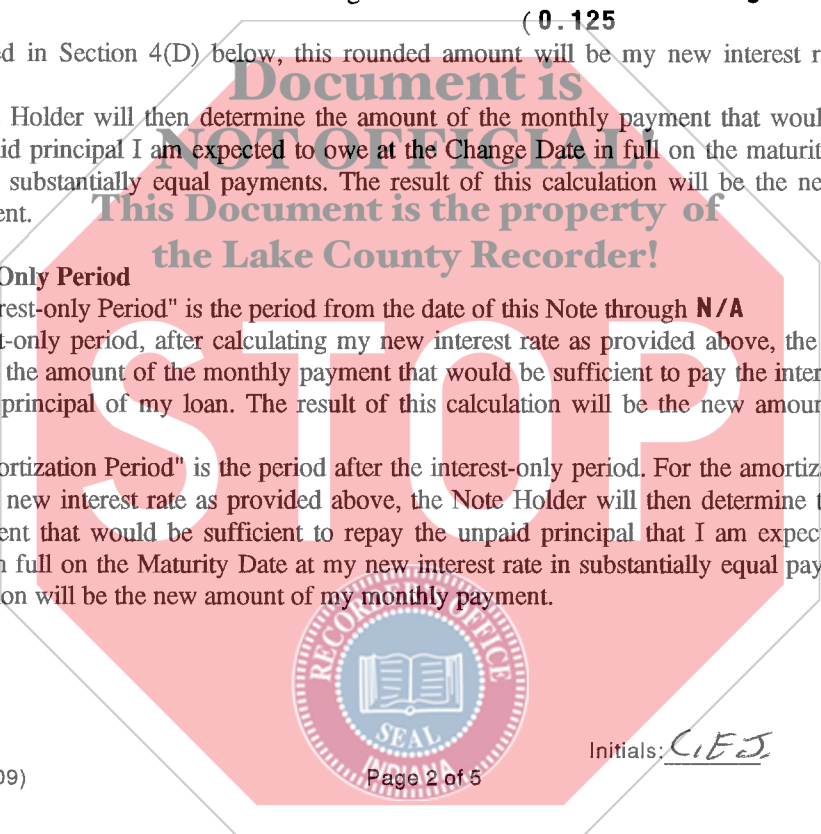 (0.125
ed in Section 4(D) below, this rounded amount will be my new interest r
Document is
Holder will then determine the amount of the monthly payment that woul
NOT OFFICIAL!
id principal I am expected to owe at the Change Date in full on the maturit
substantially equal payments. The result of this calculation will be the ne
This Document is the property of
ent.
the Lake County Recorder!
Only Period
rest-only Period" is the period from the date of this Note through N/A
t-only period, after calculating my new interest rate as provided above, the
the amount of the monthly payment that would be sufficient to pay the inter
principal of my loan. The result of this calculation will be the new amour
STOP
ortization Period" is the period after the interest-only period. For the amortiz
new interest rate as provided above, the Note Holder will then determine t
ent that would be sufficient to repay the unpaid principal that I am expec
n full on the Maturity Date at my new interest rate in substantially equal pay
ion will be the new amount of my monthly payment.
RECORDER'S OFFICE
SEAL
INDIANA
Initials: C.E.J.
09)
Page 2 of 5